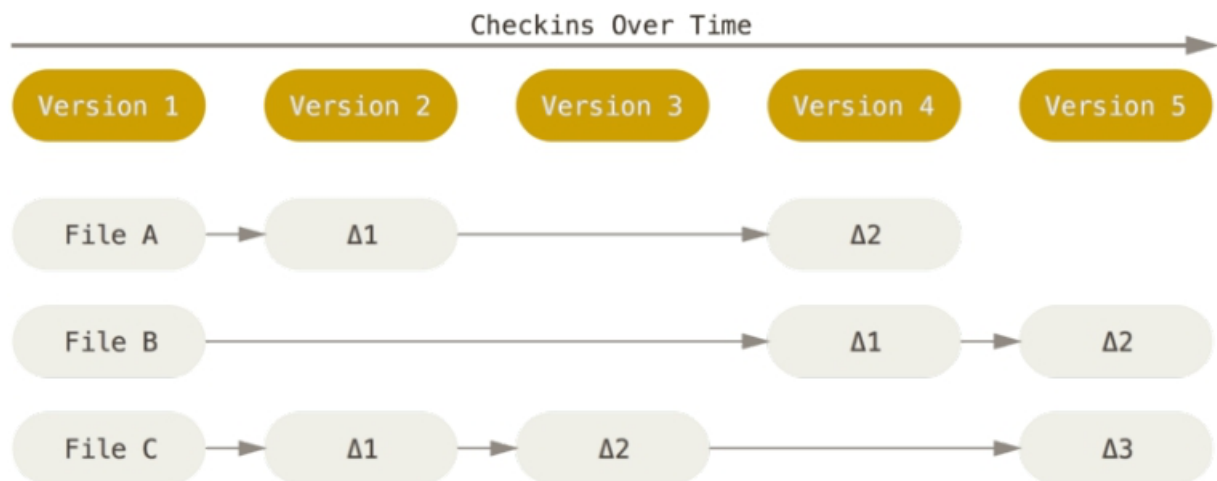 Checkins Over Time
Version 1 Version 2 Version 3 Version 4 Version 5
File A Δ1 Δ2
File B Δ1 Δ2
File C Δ1 Δ2 Δ3